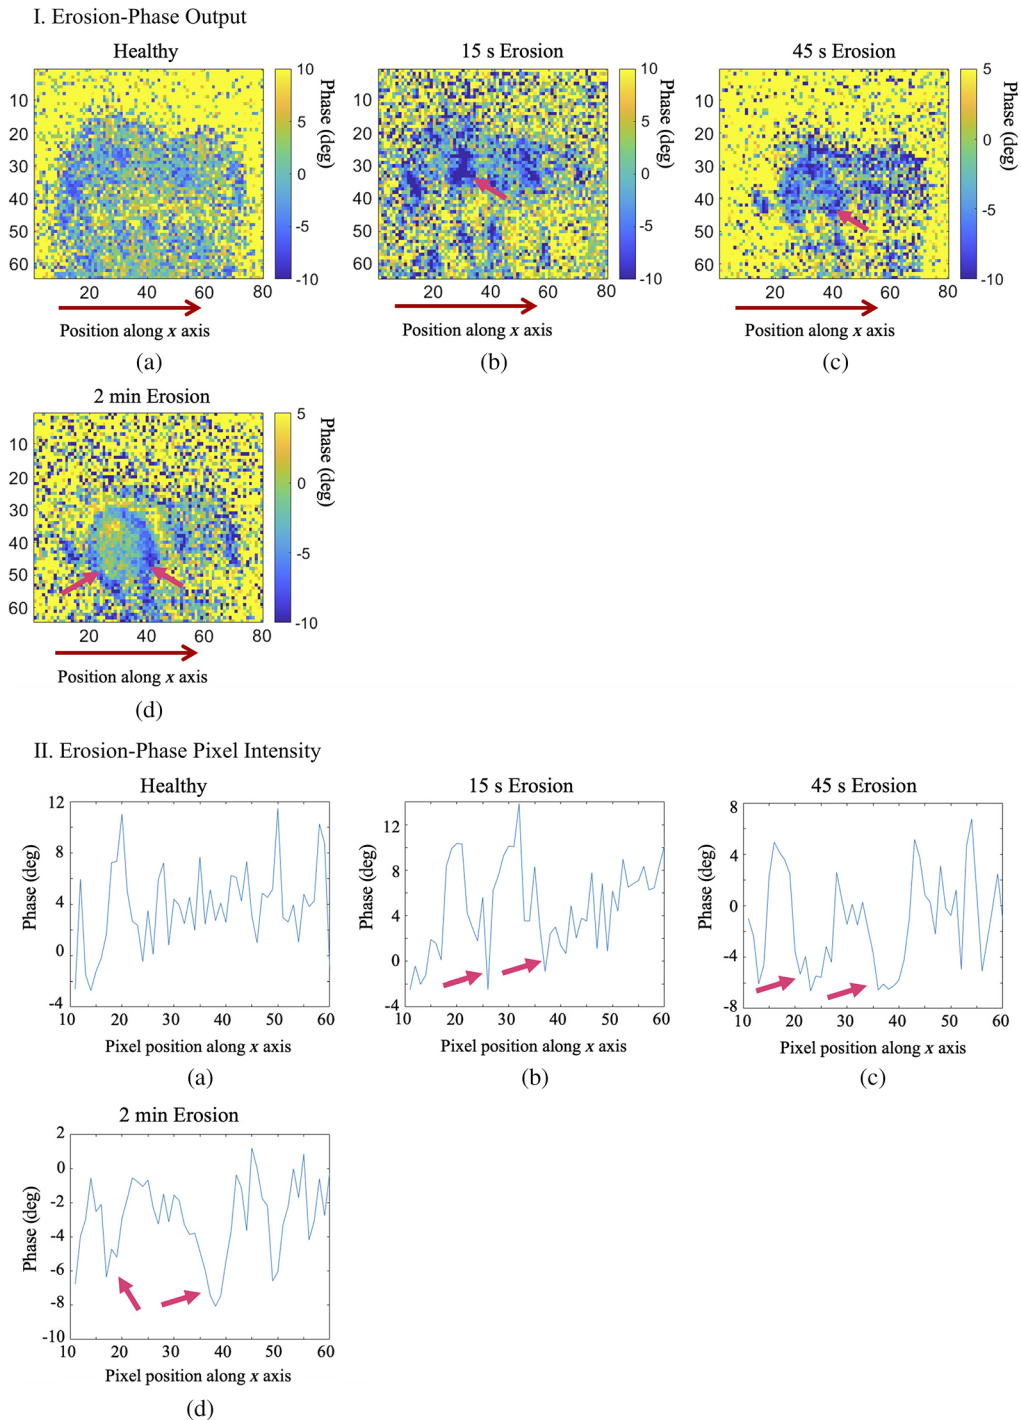 I. Erosion-Phase Output
Healthy
15 s Erosion
45 s Erosion
10
20
30
40
50
60
20 40 60 80
10
5
0
-5
-10
Phase (deg)
Position along x axis
(a)
10
20
30
40
50
60
20 40 60 80
10
5
0
-5
-10
Phase (deg)
Position along x axis
(b)
10
20
30
40
50
60
20 40 60 80
5
0
-5
-10
Phase (deg)
Position along x axis
(c)
2 min Erosion
10
20
30
40
50
60
20 40 60 80
5
0
-5
-10
Phase (deg)
Position along x axis
(d)
II. Erosion-Phase Pixel Intensity
Healthy
12
8
4
0
-4
Phase (deg)
10 20 30 40 50 60
Pixel position along x axis
(a)
15 s Erosion
12
8
4
0
-4
Phase (deg)
10 20 30 40 50 60
Pixel position along x axis
(b)
45 s Erosion
8
4
0
-4
-8
Phase (deg)
10 20 30 40 50 60
Pixel position along x axis
(c)
2 min Erosion
2
0
-2
-4
-6
-8
-10
Phase (deg)
10 20 30 40 50 60
Pixel position along x axis
(d)